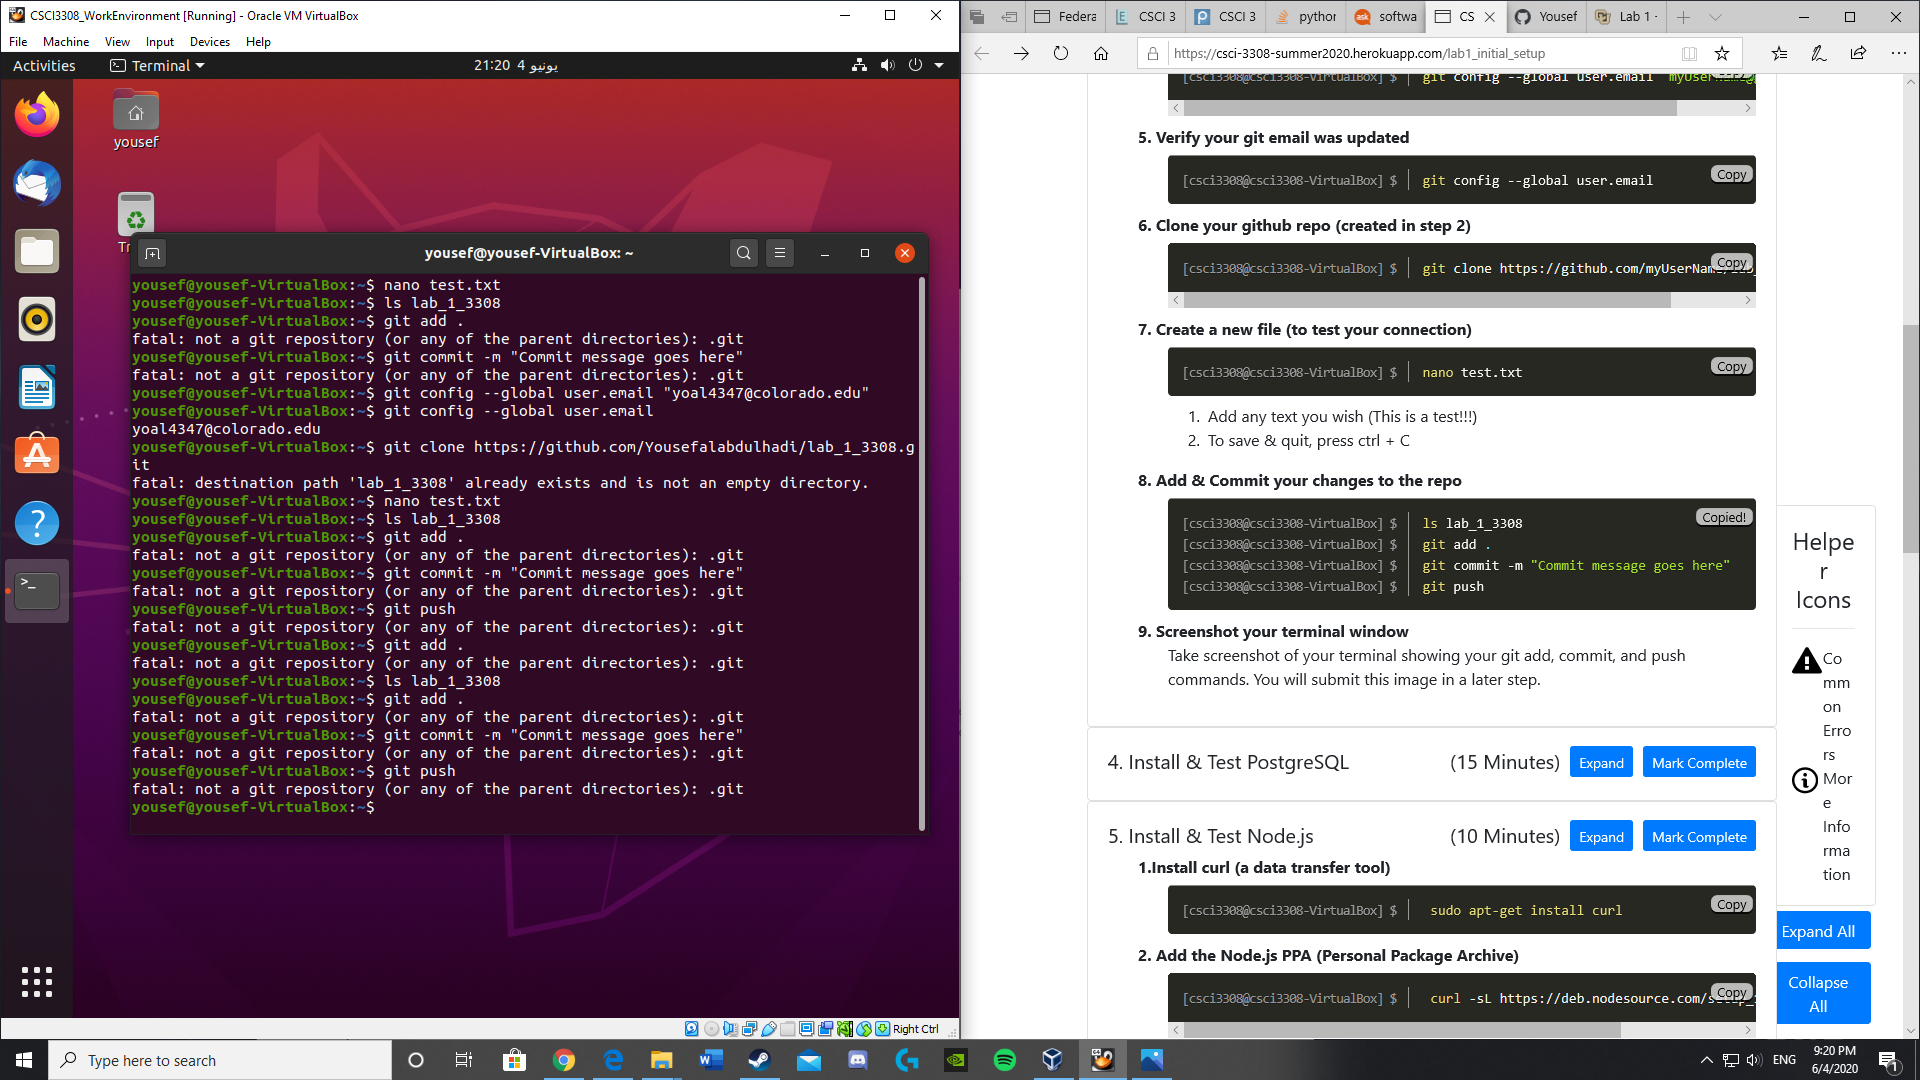 CSCI3308_WorkEnvironment [Running] - Oracle VM VirtualBox
File Machine View Input Devices Help
Activities Terminal 21:20 4 يونيو
yousef
yousef@yousef-VirtualBox: ~
yousef@yousef-VirtualBox:~$ nano test.txt
yousef@yousef-VirtualBox:~$ ls lab_1_3308
yousef@yousef-VirtualBox:~$ git add .
fatal: not a git repository (or any of the parent directories): .git
yousef@yousef-VirtualBox:~$ git commit -m "Commit message goes here"
fatal: not a git repository (or any of the parent directories): .git
yousef@yousef-VirtualBox:~$ git config --global user.email "yoal4347@colorado.edu"
yousef@yousef-VirtualBox:~$ git config --global user.email
yoal4347@colorado.edu
yousef@yousef-VirtualBox:~$ git clone https://github.com/Yousefalabdulhadi/lab_1_3308.g
it
fatal: destination path 'lab_1_3308' already exists and is not an empty directory.
yousef@yousef-VirtualBox:~$ nano test.txt
yousef@yousef-VirtualBox:~$ ls lab_1_3308
yousef@yousef-VirtualBox:~$ git add .
fatal: not a git repository (or any of the parent directories): .git
yousef@yousef-VirtualBox:~$ git commit -m "Commit message goes here"
fatal: not a git repository (or any of the parent directories): .git
yousef@yousef-VirtualBox:~$ git push
fatal: not a git repository (or any of the parent directories): .git
yousef@yousef-VirtualBox:~$ git add .
fatal: not a git repository (or any of the parent directories): .git
yousef@yousef-VirtualBox:~$ ls lab_1_3308
yousef@yousef-VirtualBox:~$ git add .
fatal: not a git repository (or any of the parent directories): .git
yousef@yousef-VirtualBox:~$ git commit -m "Commit message goes here"
fatal: not a git repository (or any of the parent directories): .git
yousef@yousef-VirtualBox:~$ git push
fatal: not a git repository (or any of the parent directories): .git
yousef@yousef-VirtualBox:~$
Right Ctrl
Federa CSCI 3 CSCI 3 python softwa CS Yousef Lab 1 -
https://csci-3308-summer2020.herokuapp.com/lab1_initial_setup
[csci3308@csci3308-VirtualBox] $ git config --global user.email
5. Verify your git email was updated
[csci3308@csci3308-VirtualBox] $ git config --global user.email Copy
6. Clone your github repo (created in step 2)
[csci3308@csci3308-VirtualBox] $ git clone https://github.com/myUserName Copy
7. Create a new file (to test your connection)
[csci3308@csci3308-VirtualBox] $ nano test.txt Copy
1. Add any text you wish (This is a test!!!)
2. To save & quit, press ctrl + C
8. Add & Commit your changes to the repo
[csci3308@csci3308-VirtualBox] $ ls lab_1_3308 Copied!
[csci3308@csci3308-VirtualBox] $ git add .
[csci3308@csci3308-VirtualBox] $ git commit -m "Commit message goes here"
[csci3308@csci3308-VirtualBox] $ git push
9. Screenshot your terminal window
Take screenshot of your terminal showing your git add, commit, and push
commands. You will submit this image in a later step.
4. Install & Test PostgreSQL (15 Minutes) Expand Mark Complete
5. Install & Test Node.js (10 Minutes) Expand Mark Complete
1.Install curl (a data transfer tool)
[csci3308@csci3308-VirtualBox] $ sudo apt-get install curl Copy
2. Add the Node.js PPA (Personal Package Archive)
[csci3308@csci3308-VirtualBox] $ curl -sL https://deb.nodesource.com/ Copy
Helpe
r
Icons
Co
mm
on
Erro
rs
Mor
e
Info
rma
tion
Expand All
Collapse
All
Type here to search
ENG
9:20 PM
6/4/2020
1